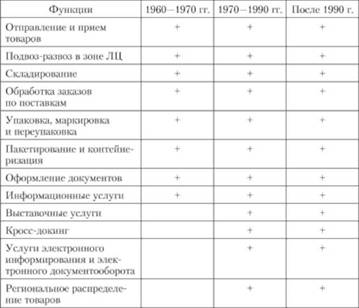 Функции 1960—1970 гг. 1970—1990 гг. После 1990 г.
Отправление и прием + + +
товаров
Подвоз-развоз в зоне ЛЦ + + +
Складирование + + +
Обработка заказов + + +
по поставкам
Упаковка, маркировка + + +
и переупаковка
Пакетирование и контейне- + + +
ризация
Оформление документов + + +
Информационные услуги + + +
Выставочные услуги + +
Кросс-докинг + +
Услуги электронного + +
информирования и элек-
тронного документооборота
Региональное распределе- + +
ние товаров